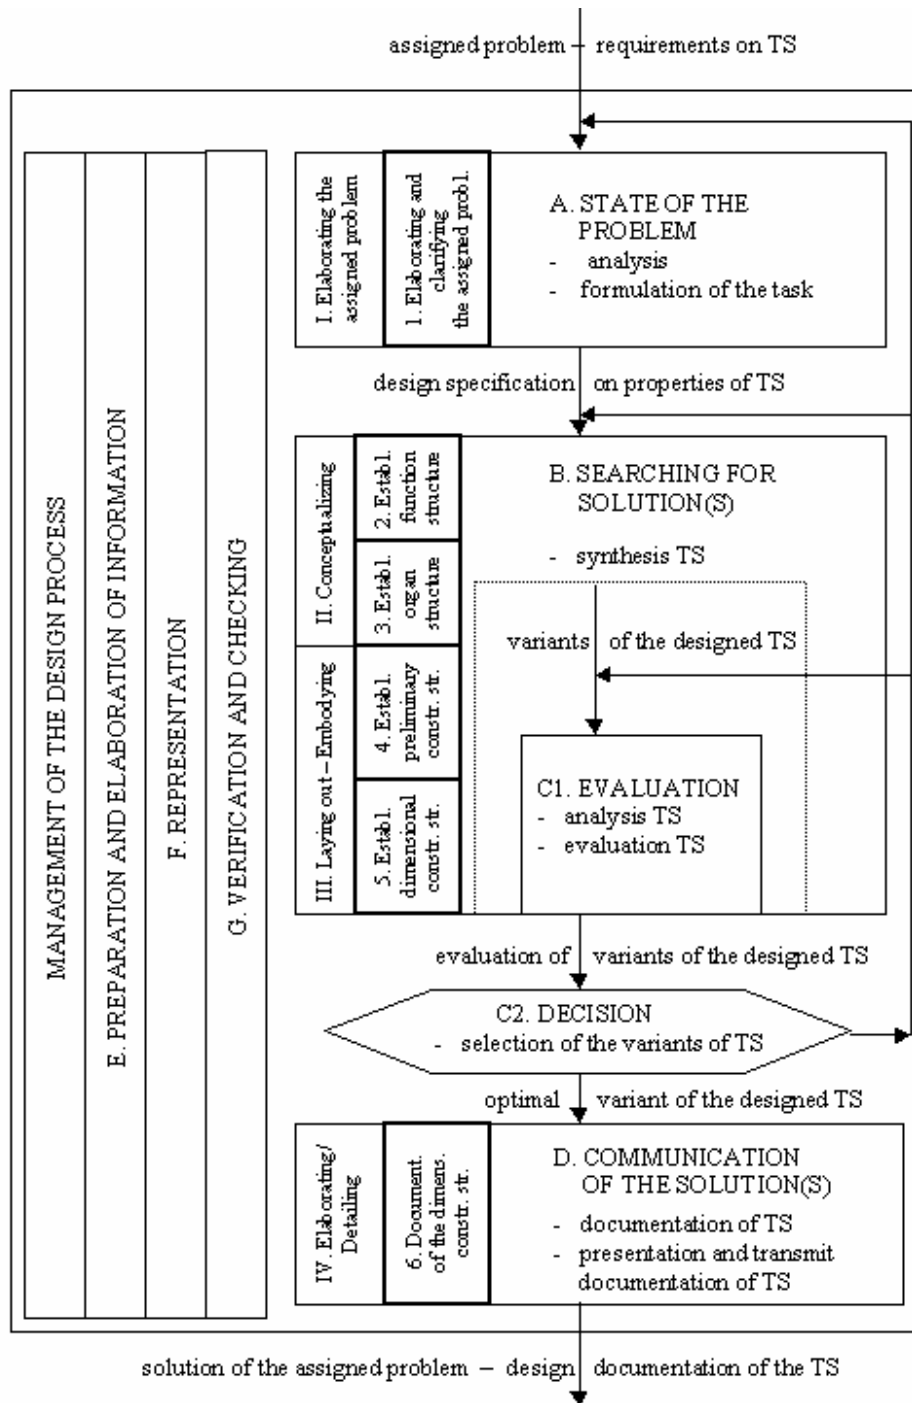 assigned problem – requirements on TS
MANAGEMENT OF THE DESIGN PROCESS
E. PREPARATION AND ELABORATION OF INFORMATION
F. REPRESENTATION
G. VERIFICATION AND CHECKING
I. Elaborating the
assigned problem
1. Elaborating and
clarifying
the assigned probl.
A. STATE OF THE
PROBLEM
- analysis
- formulation of the task
design specification on properties of TS
II. Conceptualizing
2. Establ.
function
structure
3. Establ.
organ
structure
III. Laying out – Embodying
4. Establ.
preliminary
constr. str.
5. Establ.
dimensional
constr. str.
B. SEARCHING FOR
SOLUTION(S)
- synthesis TS
variants of the designed TS
C1. EVALUATION
- analysis TS
- evaluation TS
evaluation of variants of the designed TS
C2. DECISION
- selection of the variants of TS
optimal variant of the designed TS
IV. Elaborating/
Detailing
6. Document.
of the dimens.
constr. str.
D. COMMUNICATION
OF THE SOLUTION(S)
- documentation of TS
- presentation and transmit
documentation of TS
solution of the assigned problem – design documentation of the TS